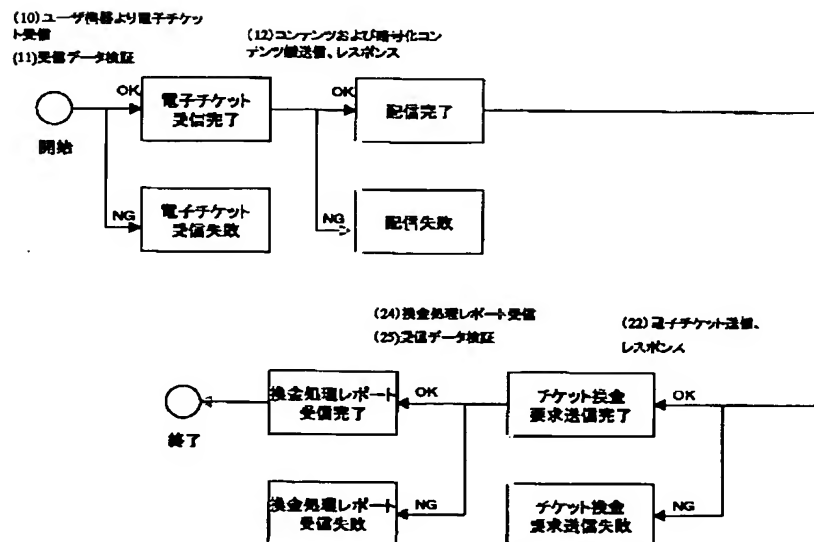 (10)ユーザ機器より電子チケッ
ト受信
(11)受信データ検証
(12)コンテンツおよび暗号化コン
テンツ鍵送信、レスポンス
OK
電子チケット
受信完了
OK
配信完了
開始
NG
電子チケット
受信失敗
NG
配信失敗
(24)換金処理レポート受信
(25)受信データ検証
(22)電子チケット送信、
レスポンス
換金処理レポート
受信完了
OK
チケット換金
要求送信完了
OK
終了
換金処理レポート
受信失敗
NG
チケット換金
要求送信失敗
NG